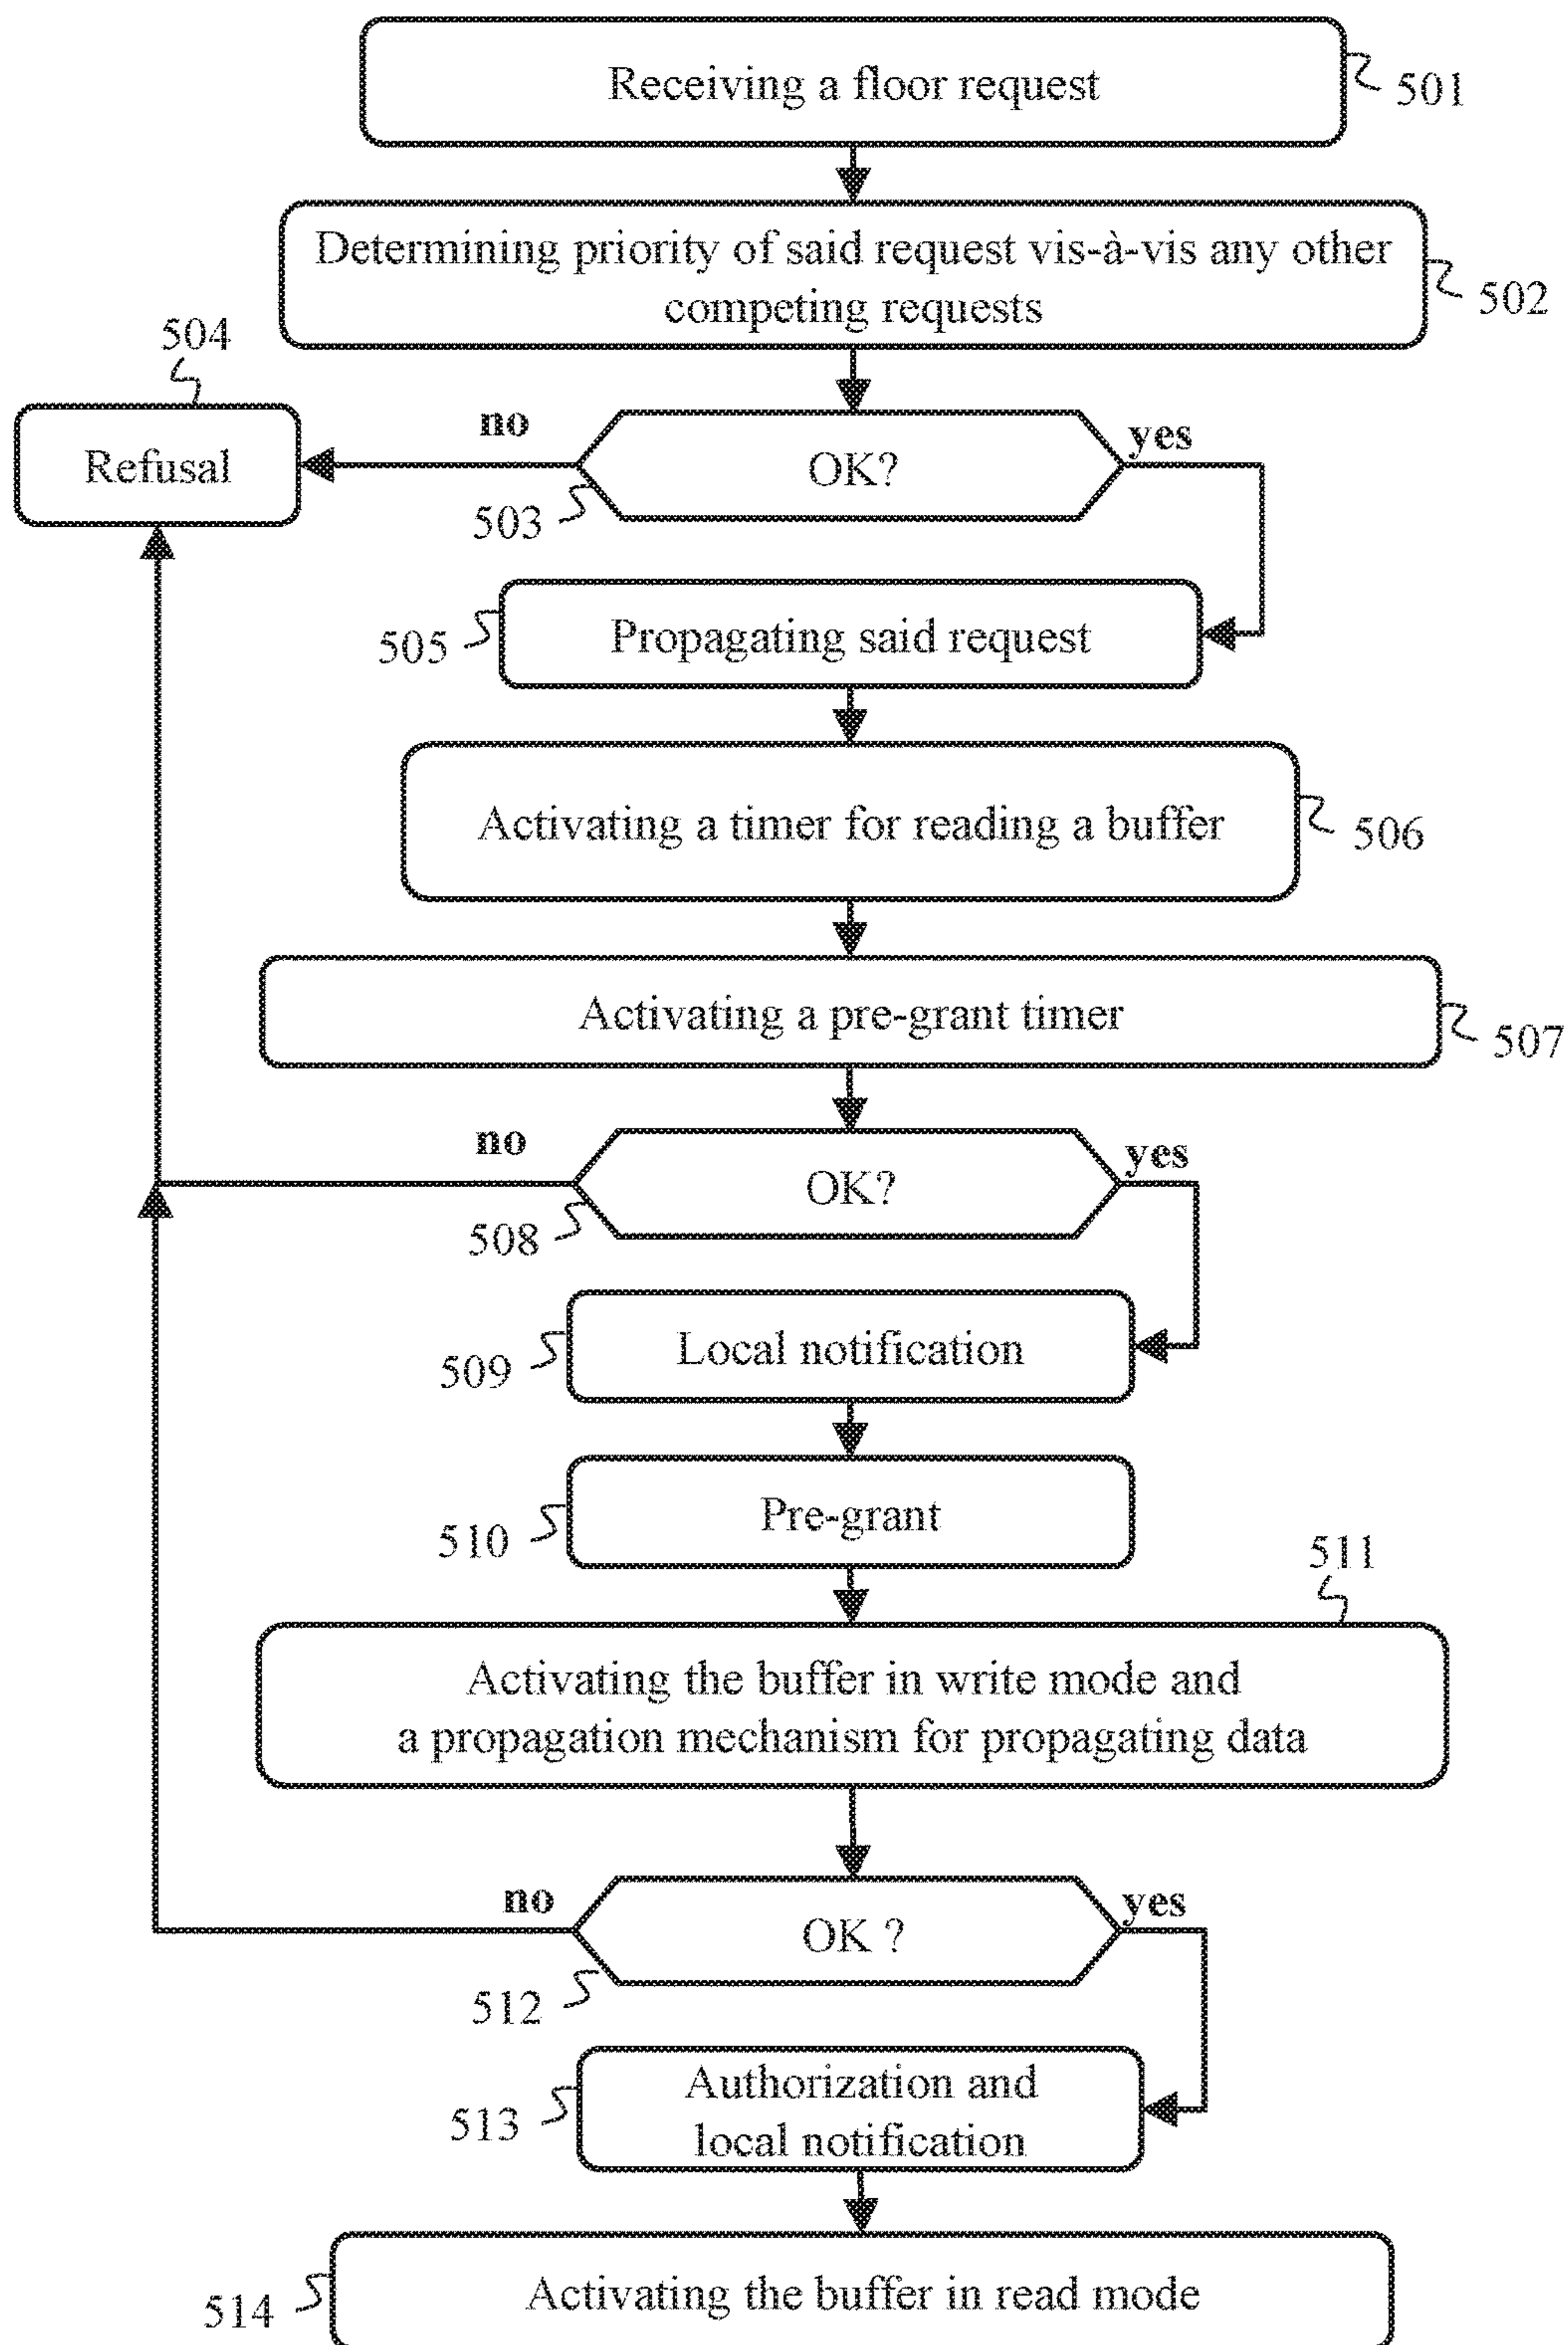 Receiving a floor request
501
Determining priority of said request vis-à-vis any other
competing requests
502
504
Refusal
no
OK?
yes
503
Propagating said request
505
Activating a timer for reading a buffer
506
Activating a pre-grant timer
507
no
OK?
yes
508
Local notification
509
Pre-grant
510
511
Activating the buffer in write mode and
a propagation mechanism for propagating data
no
OK ?
yes
512
Authorization and
local notification
513
Activating the buffer in read mode
514